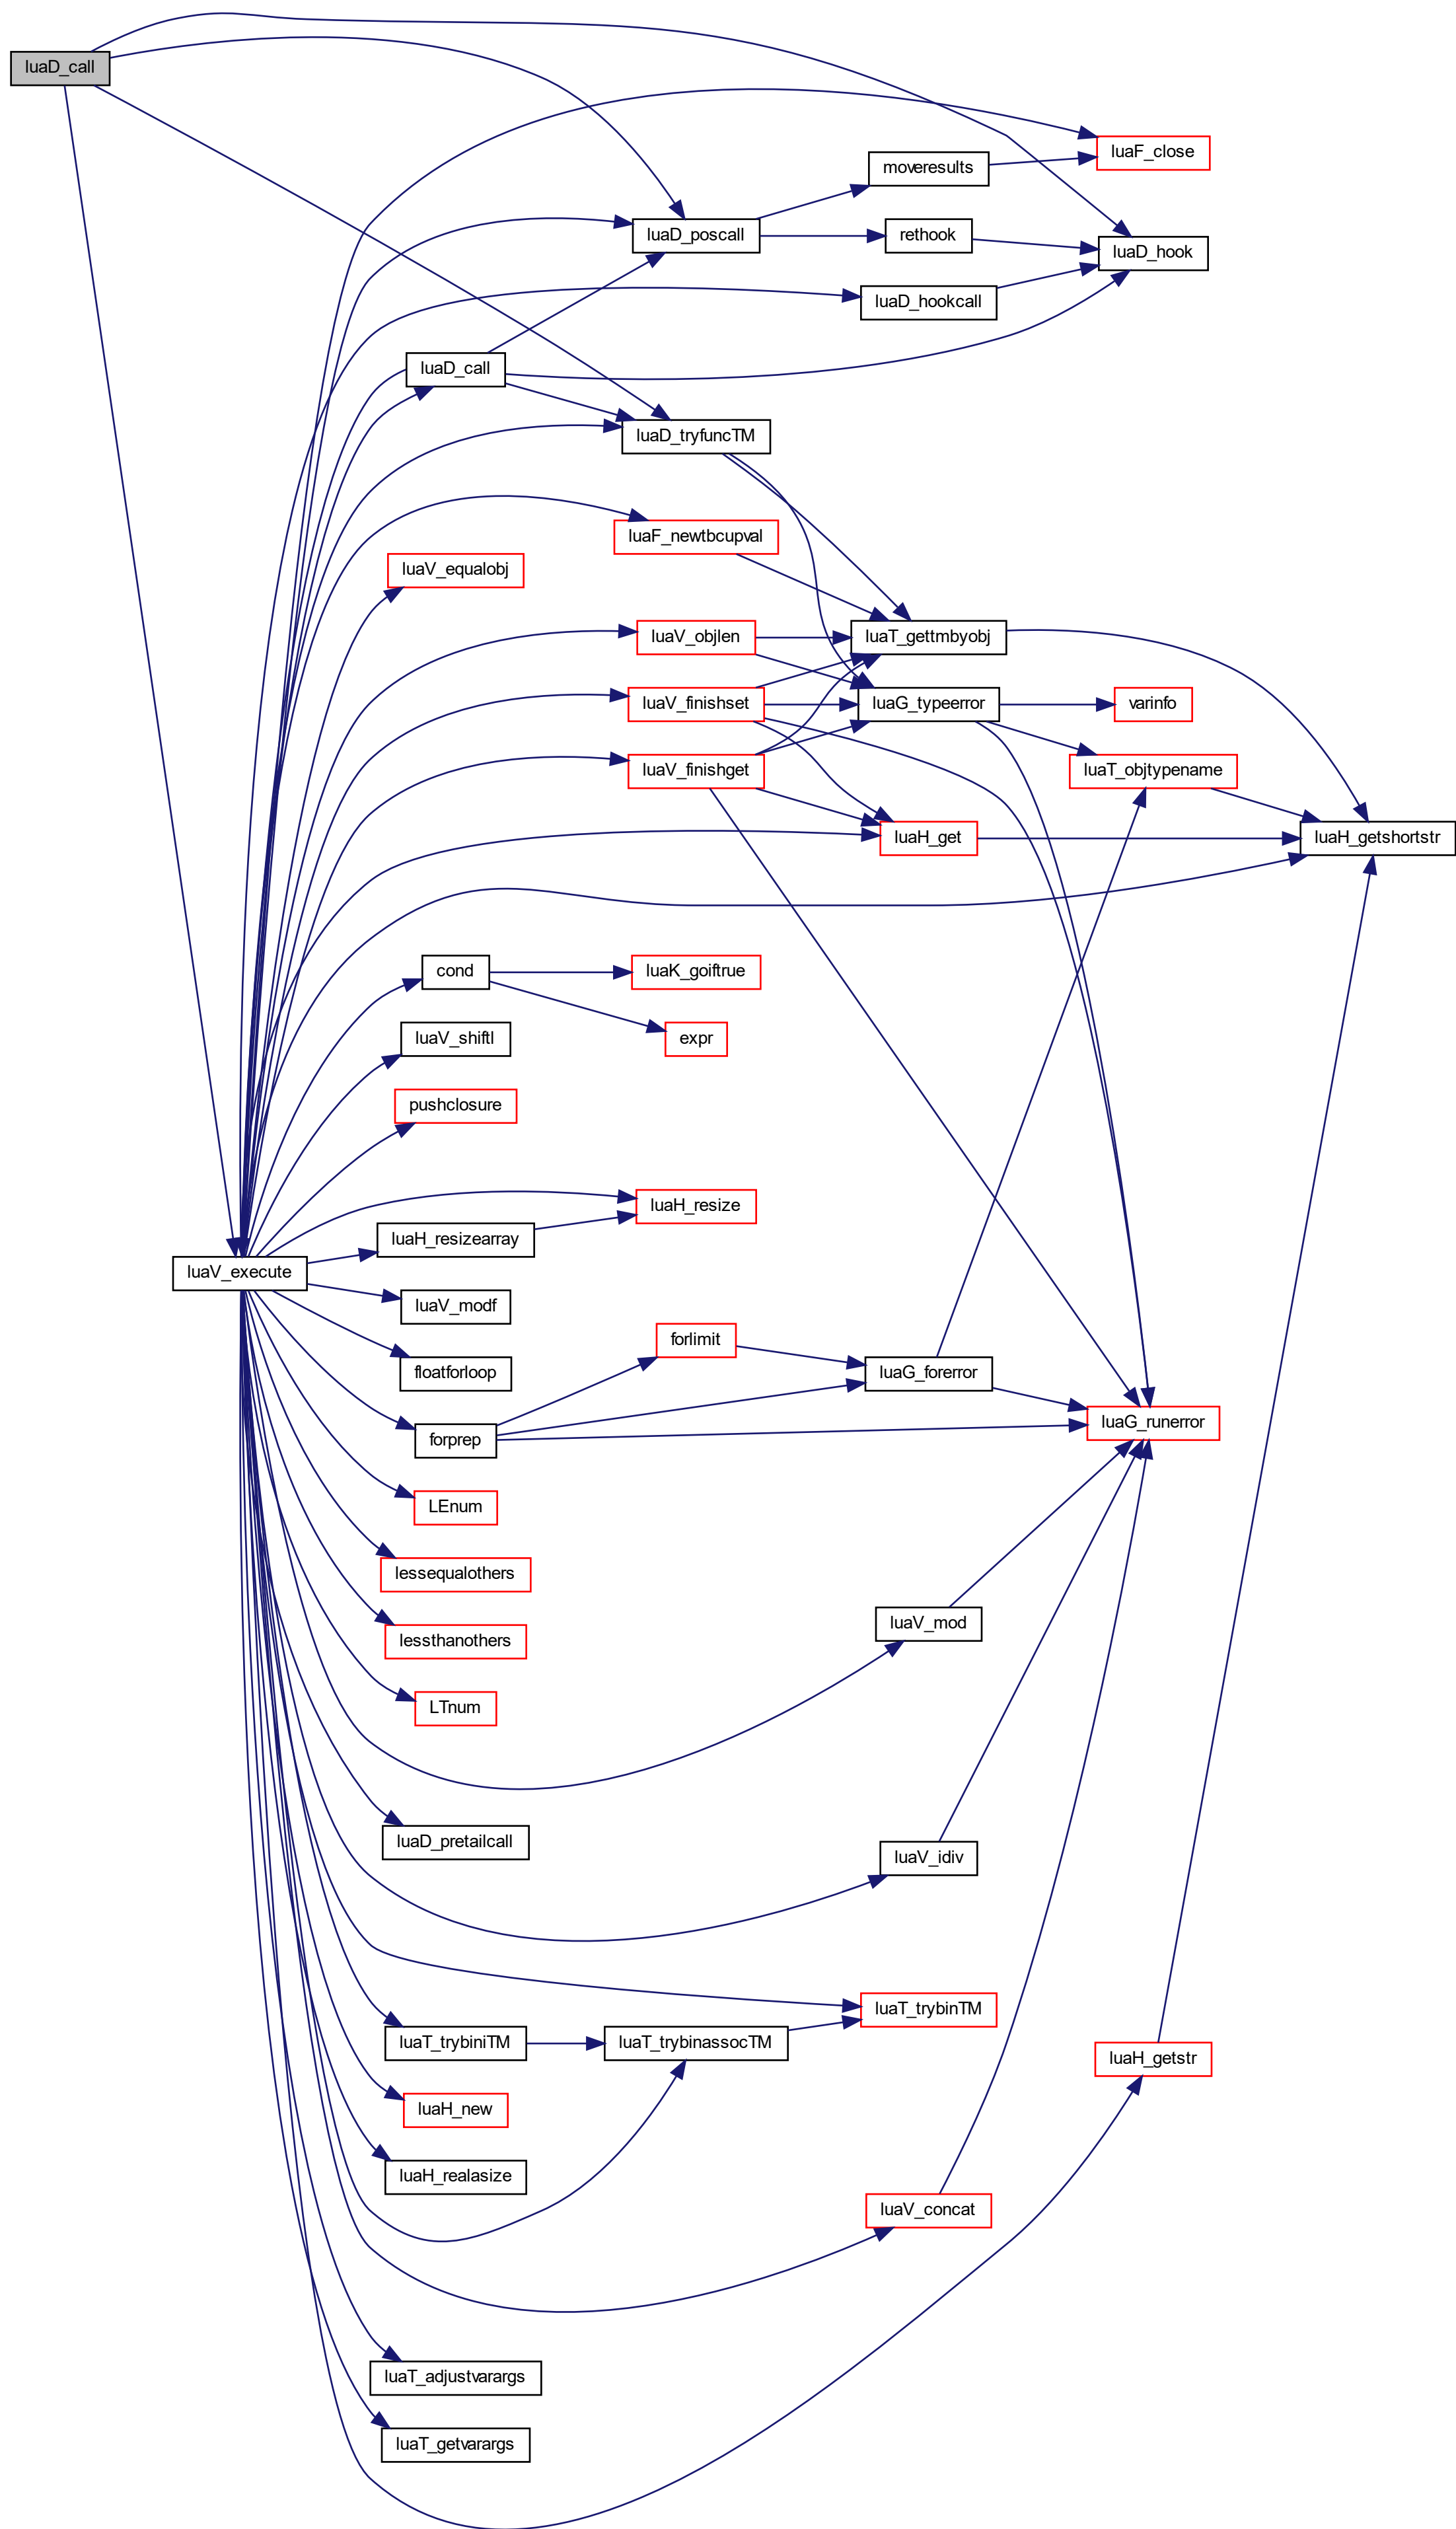 luaD_call
luaF_close
moveresults
luaD_poscall
rethook
luaD_hook
luaD_hookcall
luaD_call
luaD_tryfuncTM
luaF_newtbcupval
luaV_equalobj
luaV_objlen
luaT_gettmbyobj
luaV_finishset
luaG_typeerror
varinfo
luaV_finishget
luaT_objtypename
luaH_get
luaH_getshortstr
cond
luaK_goiftrue
luaV_shiftl
expr
pushclosure
luaH_resize
luaH_resizearray
luaV_execute
luaV_modf
forlimit
floatforloop
luaG_forerror
luaG_runerror
forprep
LEnum
lessequalothers
luaV_mod
lessthanothers
LTnum
luaD_pretailcall
luaV_idiv
luaT_trybinTM
luaT_trybiniTM
luaT_trybinassocTM
luaH_getstr
luaH_new
luaH_realasize
luaV_concat
luaT_adjustvarargs
luaT_getvarargs